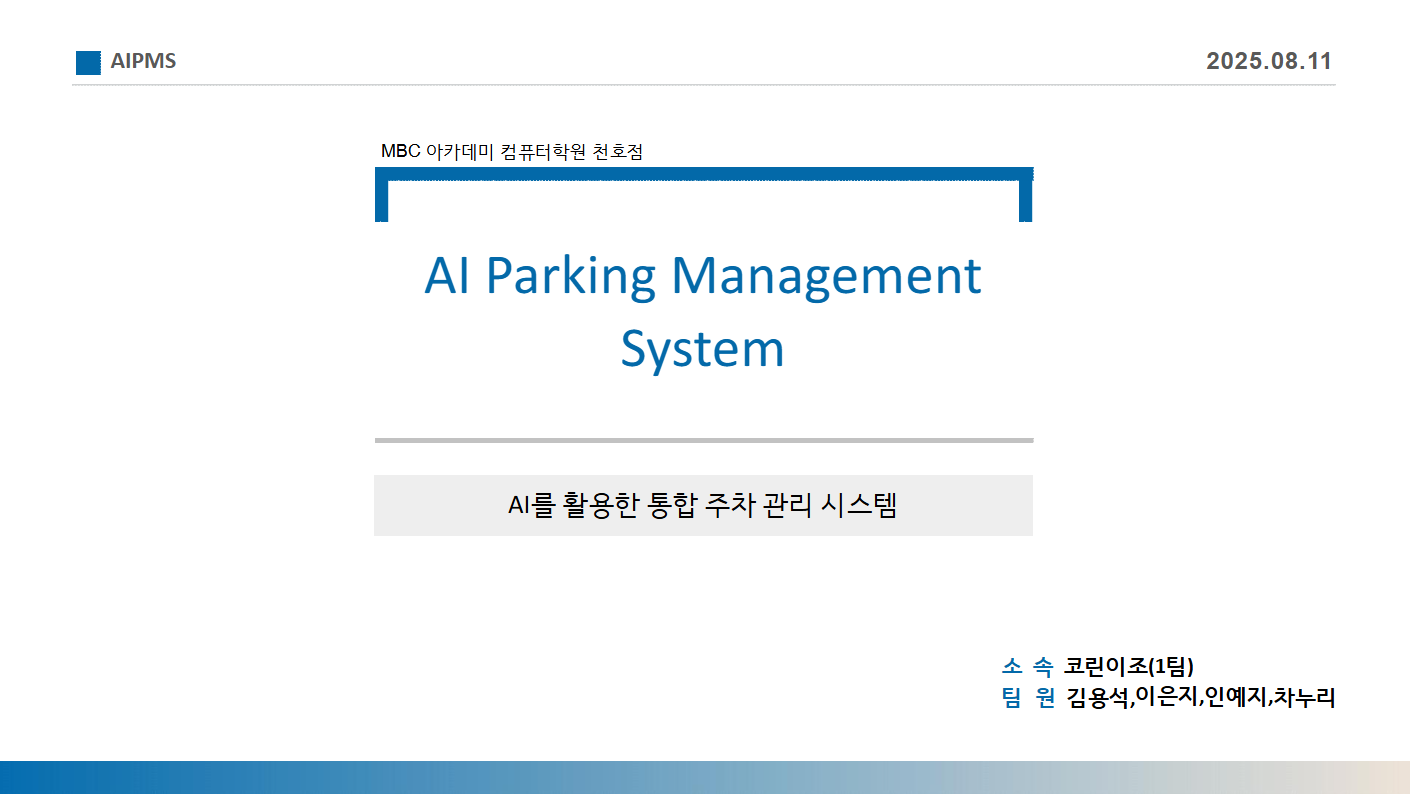 AIPMS
2025.08.11
MBC 아카데미 컴퓨터학원 천호점
AI Parking Management
System
AI를 활용한 통합 주차 관리 시스템
소 속 코린이조(1팀)
팀 원 김용석,이은지,인예지,차누리